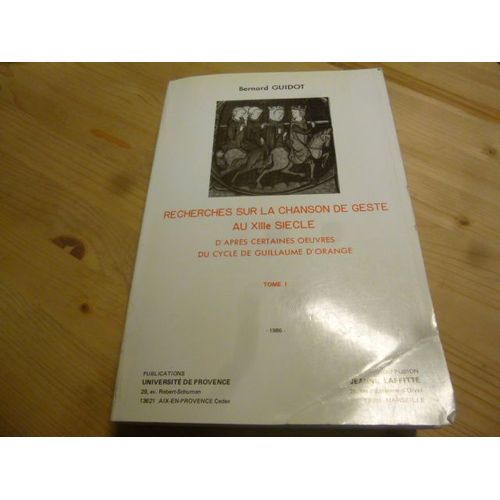 Bernard GUIDOT
RECHERCHES SUR LA CHANSON DE GESTE
AU XIIIe SIECLE
D'APRES CERTAINES OEUVRES
DU CYCLE DE GUILLAUME D'ORANGE
TOME I
- 1986 -
PUBLICATIONS
UNIVERSITÉ DE PROVENCE
29, av. Robert-Schuman
13621 AIX-EN-PROVENCE Cedex
JEANNE LAFFITTE
MARSEILLE